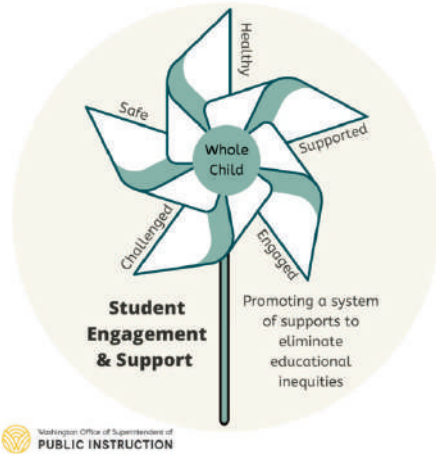 Healthy
Safe
Supported
Whole
Child
Challenged
Engaged
Student
Engagement
& Support
Promoting a system
of supports to
eliminate
educational
inequities
Washington Office of Superintendent of
PUBLIC INSTRUCTION